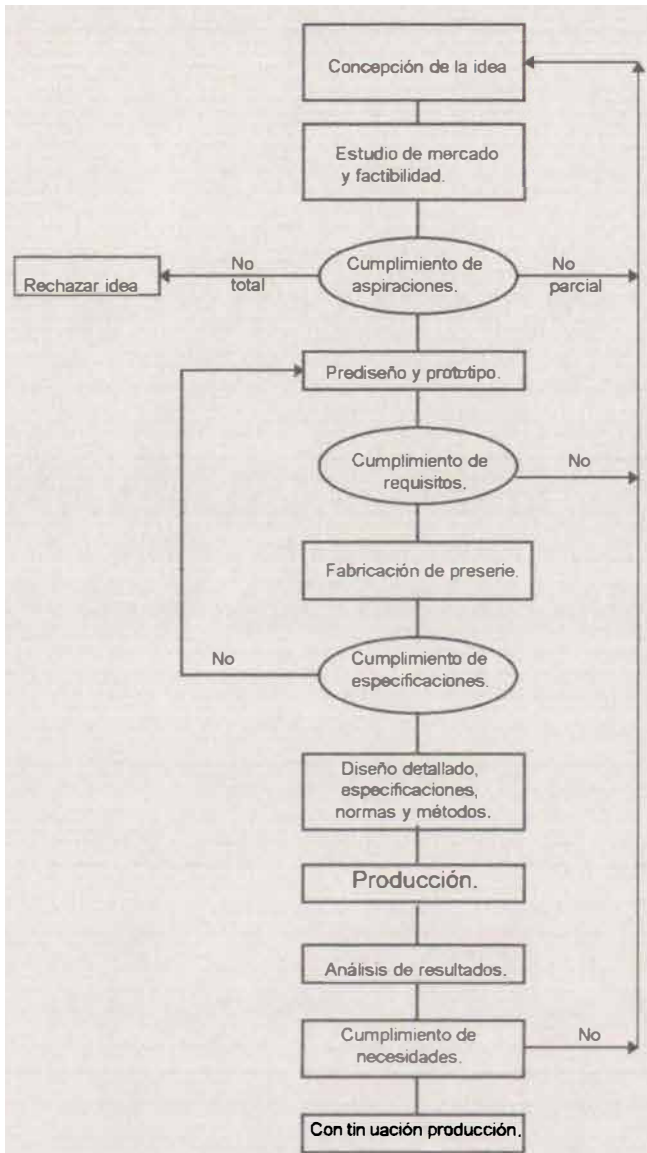 Concepción de la idea
Estudio de mercado
y factibilidad.
No
total
Cumplimiento de
aspiraciones.
No
parcial
Rechazar idea
Prediseño y prototipo.
Cumplimiento de
requisitos.
No
Fabricación de preserie.
No
Cumplimiento de
especificaciones.
Diseño detallado,
especificaciones,
normas y métodos.
Producción.
Análisis de resultados.
Cumplimiento de
necesidades.
No
Con tin uación producción.